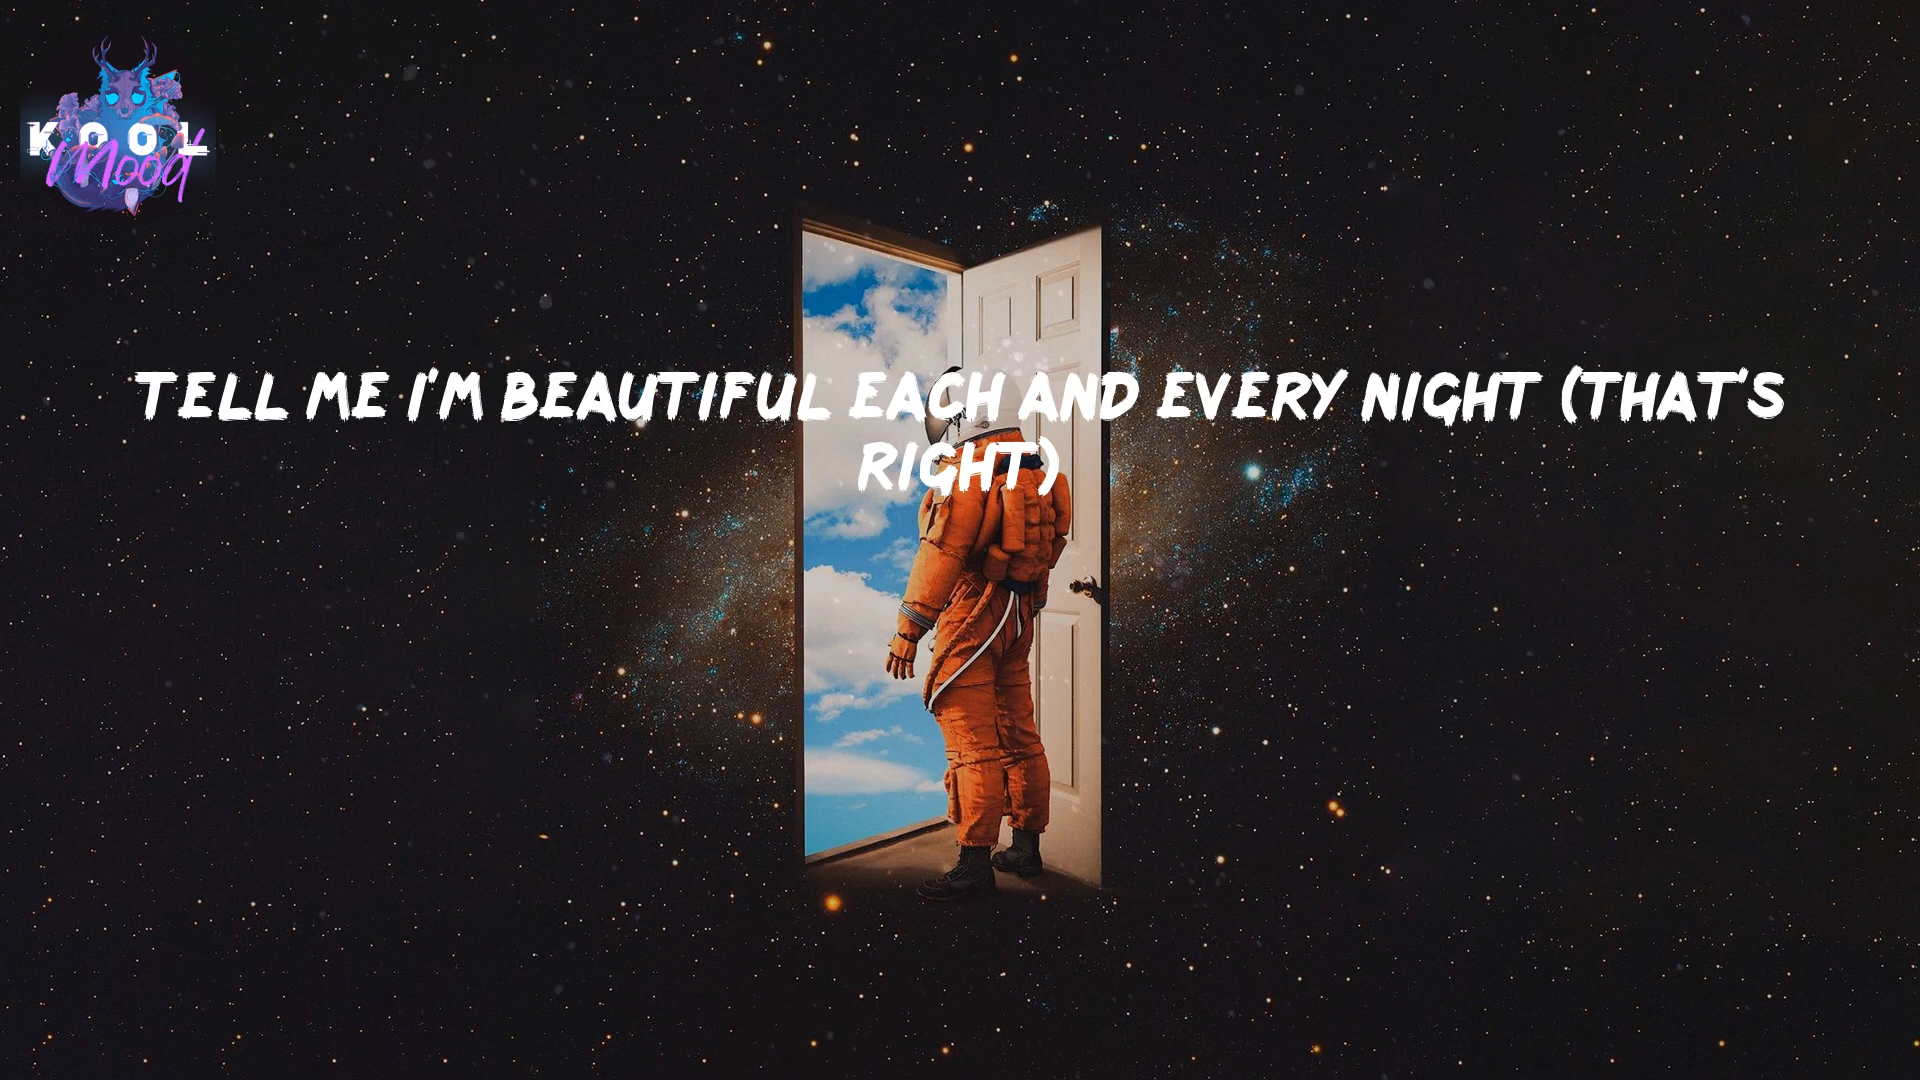 KOOL
Mood
TELL ME I'M BEAUTIFUL EACH AND EVERY NIGHT (THAT'S
RIGHT)